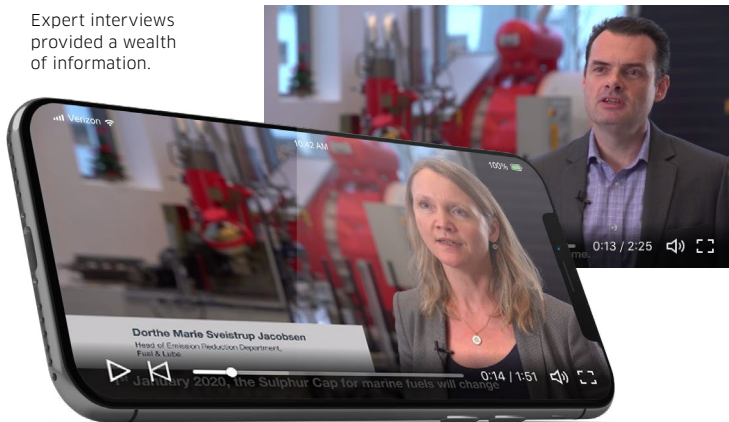 Expert interviews
provided a wealth
of information.
Verizon
10:42 AM
100%
me.
0:13 / 2:25
Dorthe Marie Sveistrup Jacobsen
Head of Emission Reduction Department,
Fuel & Lube
0:14 / 1:51
1st January 2020, the Sulphur Cap for marine fuels will change